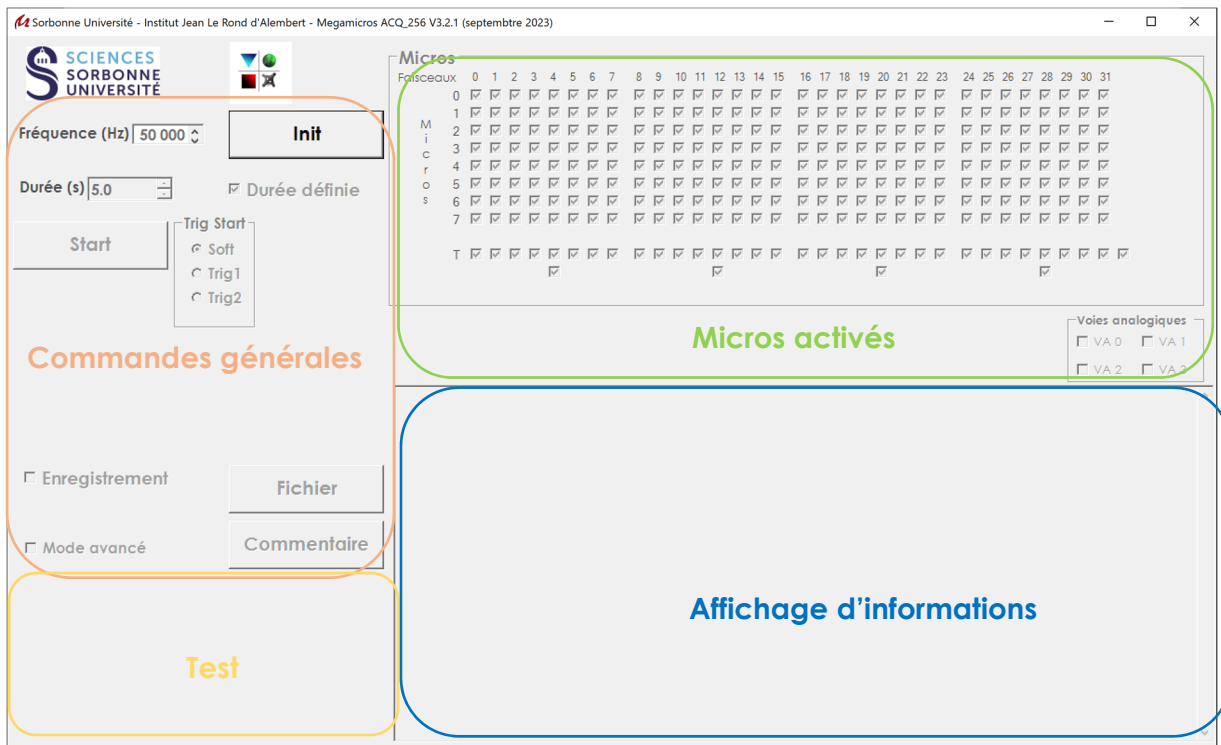 Sorbonne Université - Institut Jean Le Rond d'Alembert - Megamicros ACQ_256 V3.2.1 (septembtre 2023)
SCIENCES
SORBONNE
UNIVERSITÉ
Fréquence (Hz) 50 000
Init
Durée (s) 5.0
Durée définie
Start
Trig Start
Soft
Trig1
Trig2
Commandes générales
Enregistrement
Fichier
Mode avancé
Commentaire
Test
Micros
Faisceaux 0 1 2 3 4 5 6 7 8 9 10 11 12 13 14 15 16 17 18 19 20 21 22 23 24 25 26 27 28 29 30 31
Micros
0
1
2
3
4
5
6
7
T
Micros activés
Voies analogiques
VA 0 VA 1
VA 2 VA 3
Affichage d’informations